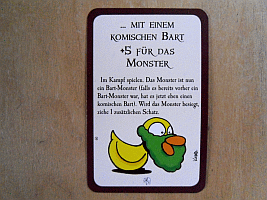 ... MIT EINEM
KOMISCHEN BART
+5 FÜR DAS
MONSTER
Im Kampf spielen. Das Monster ist nun
ein Bart-Monster (falls es bereits vorher ein
Bart-Monster war, hat es jetzt eben einen
komischen Bart). Wird das Monster besiegt,
ziehe 1 zusätzlichen Schatz.